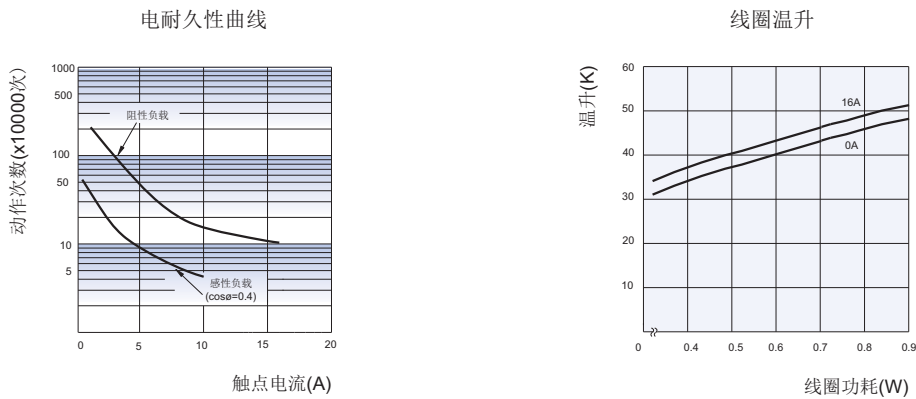 电耐久性曲线
动作次数(x10000次)
1000
500
100
50
10
5
阻性负载
感性负载
(cosø=0.4)
0 5 10 15 20
触点电流(A)
线圈温升
温升(K)
60
50
40
30
20
10
16A
0A
0 0.4 0.5 0.6 0.7 0.8 0.9
线圈功耗(W)